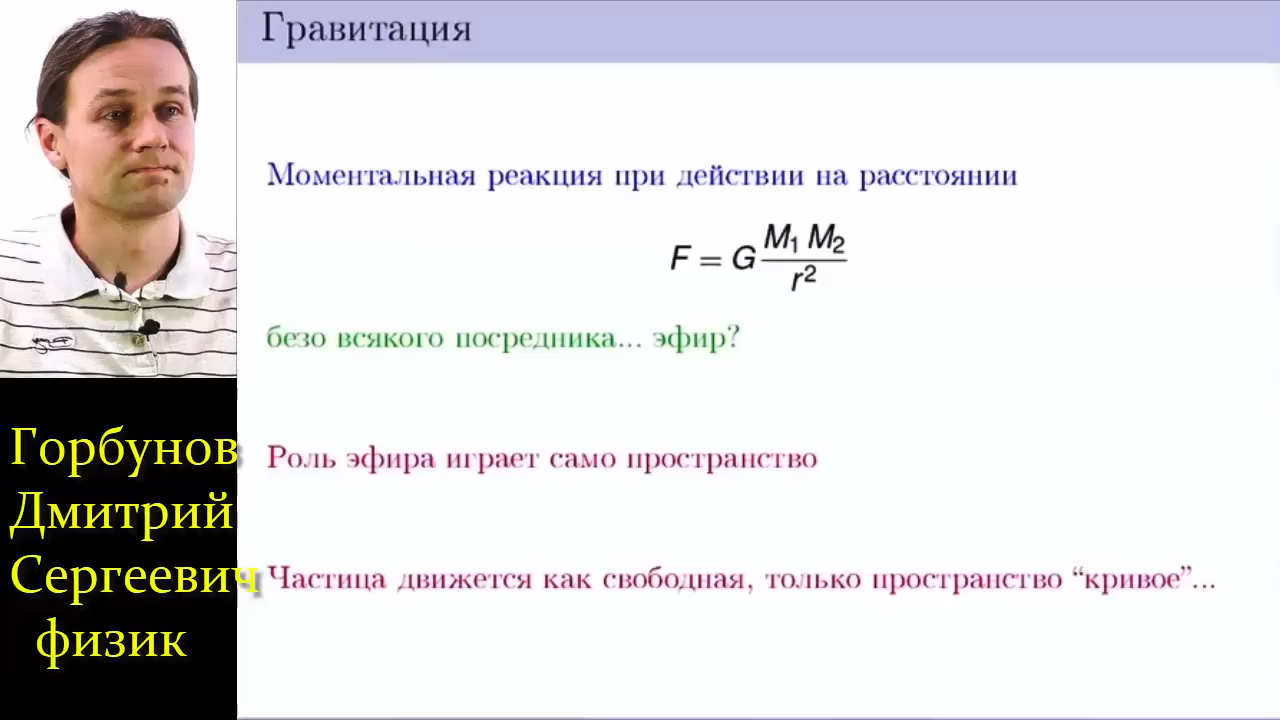 Гравитация
Моментальная реакция при действии на расстоянии
F = G M₁ M₂ / r²
безо всякого посредника... эфир?
Роль эфира играет само пространство
Частица движется как свободная, только пространство “кривое”...
Горбунов
Дмитрий
Сергеевич
физик